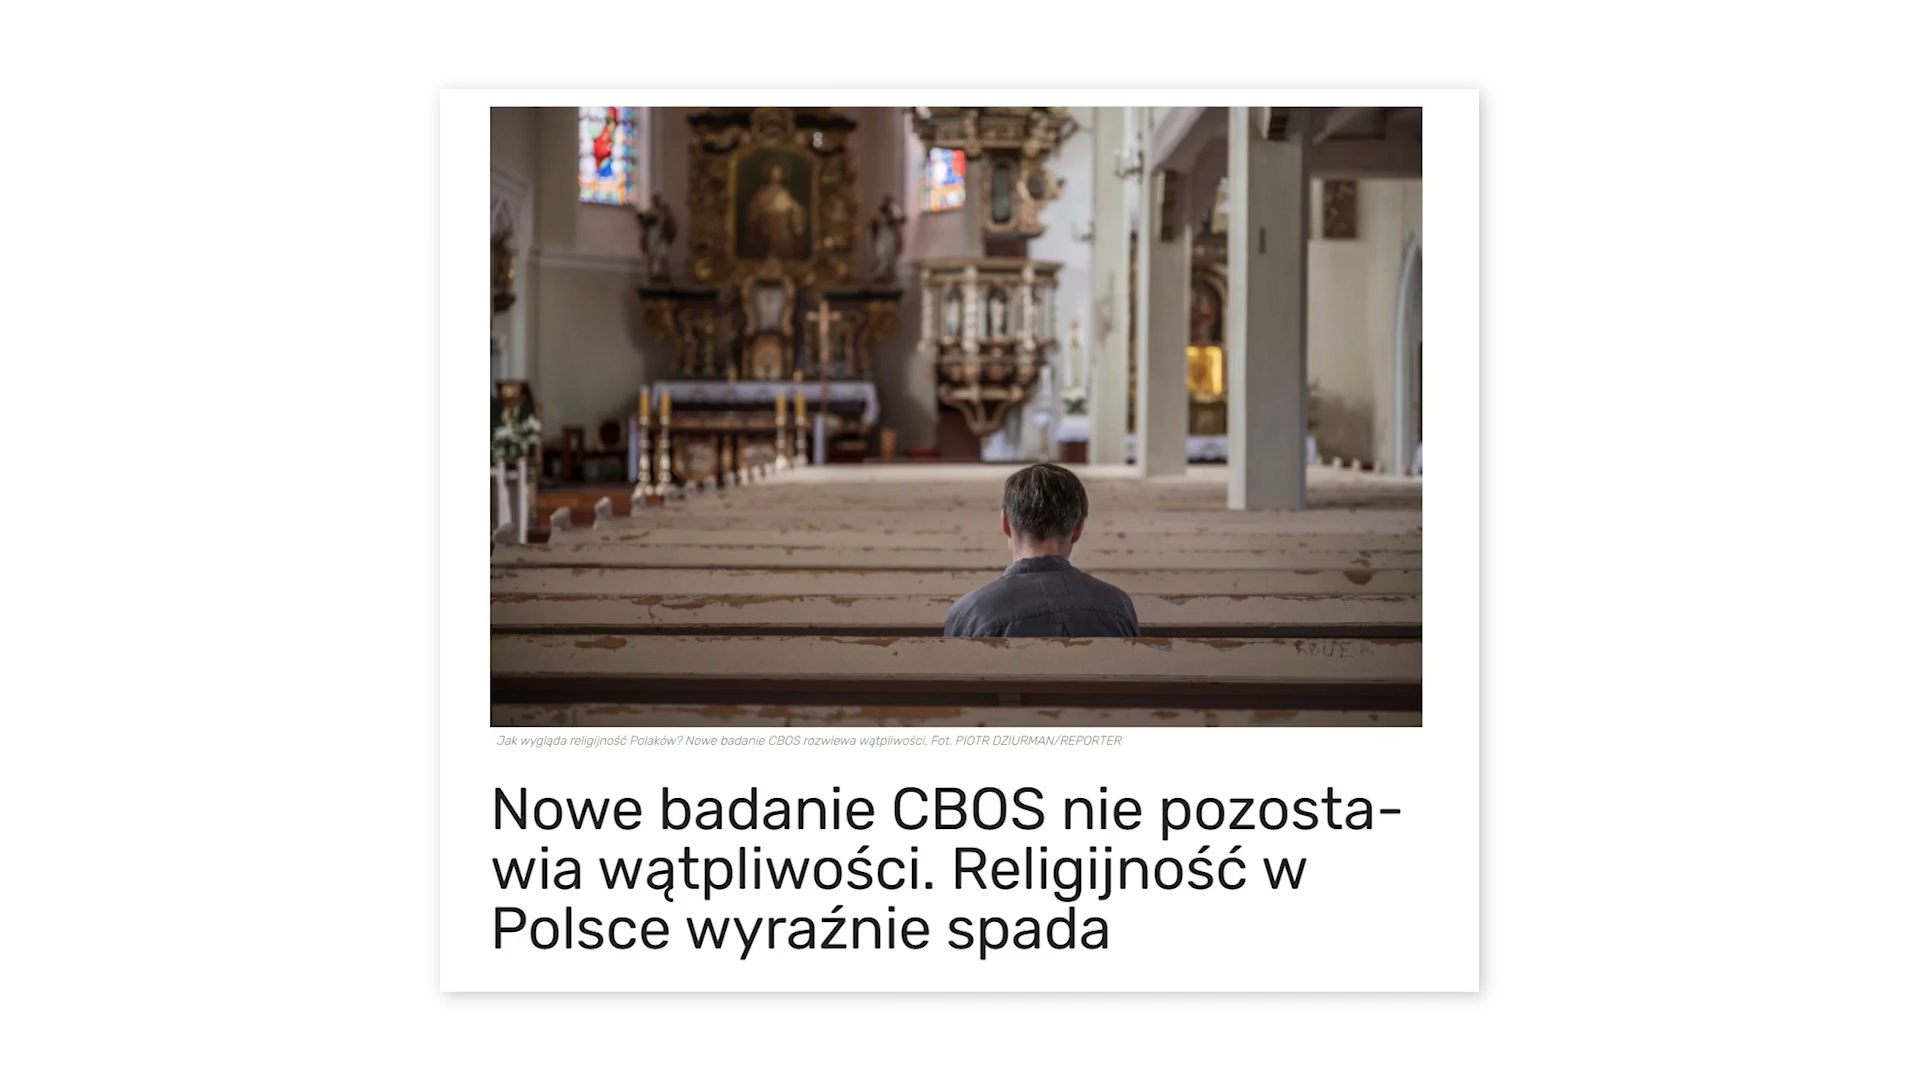 Jak wygląda religijność Polaków? Nowe badanie CBOS rozwiewa wątpliwości. Fot. PIOTR DZIURMAN/REPORTER
Nowe badanie CBOS nie pozosta-
wia wątpliwości. Religijność w
Polsce wyraźnie spada